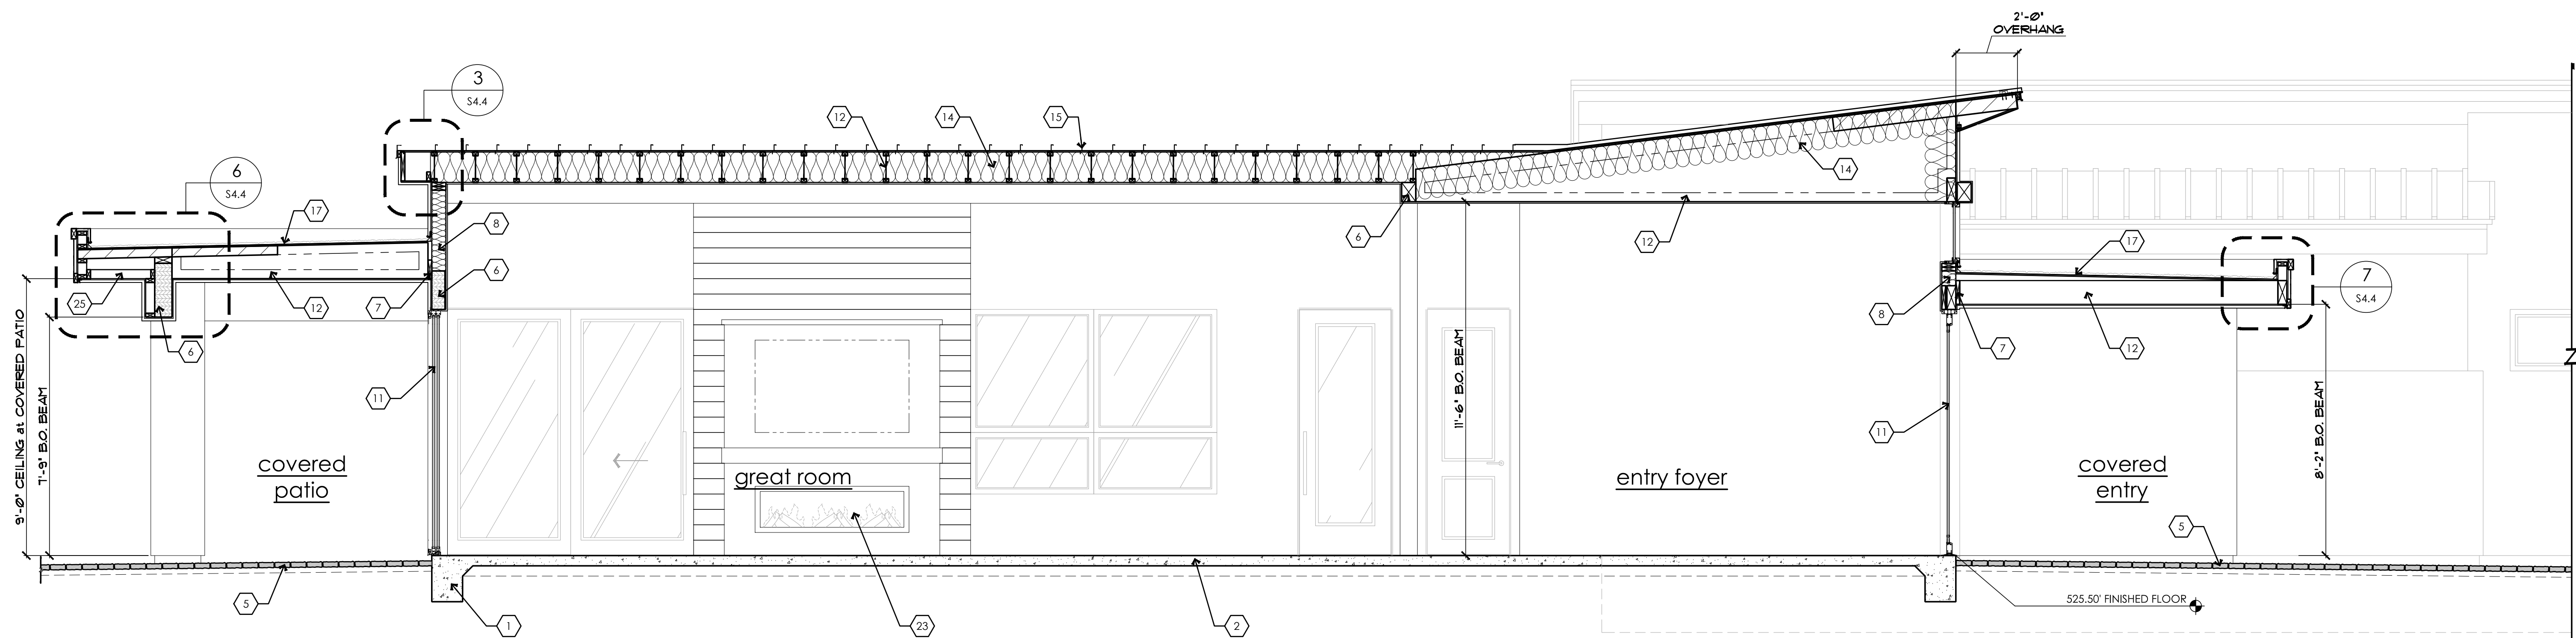 2'-0"
OVERHANG
3
S4.4
12
14
15
6
S4.4
17
14
8
6
12
17
6
7
S4.4
25
12
7
8
7
12
6
9'-0" CEILING at COVERED PATIO
7'-9" B.O. BEAM
11
11'-6" B.O. BEAM
11
8'-2" B.O. BEAM
covered
patio
great room
entry foyer
covered
entry
5
5
1
23
2
525.50' FINISHED FLOOR